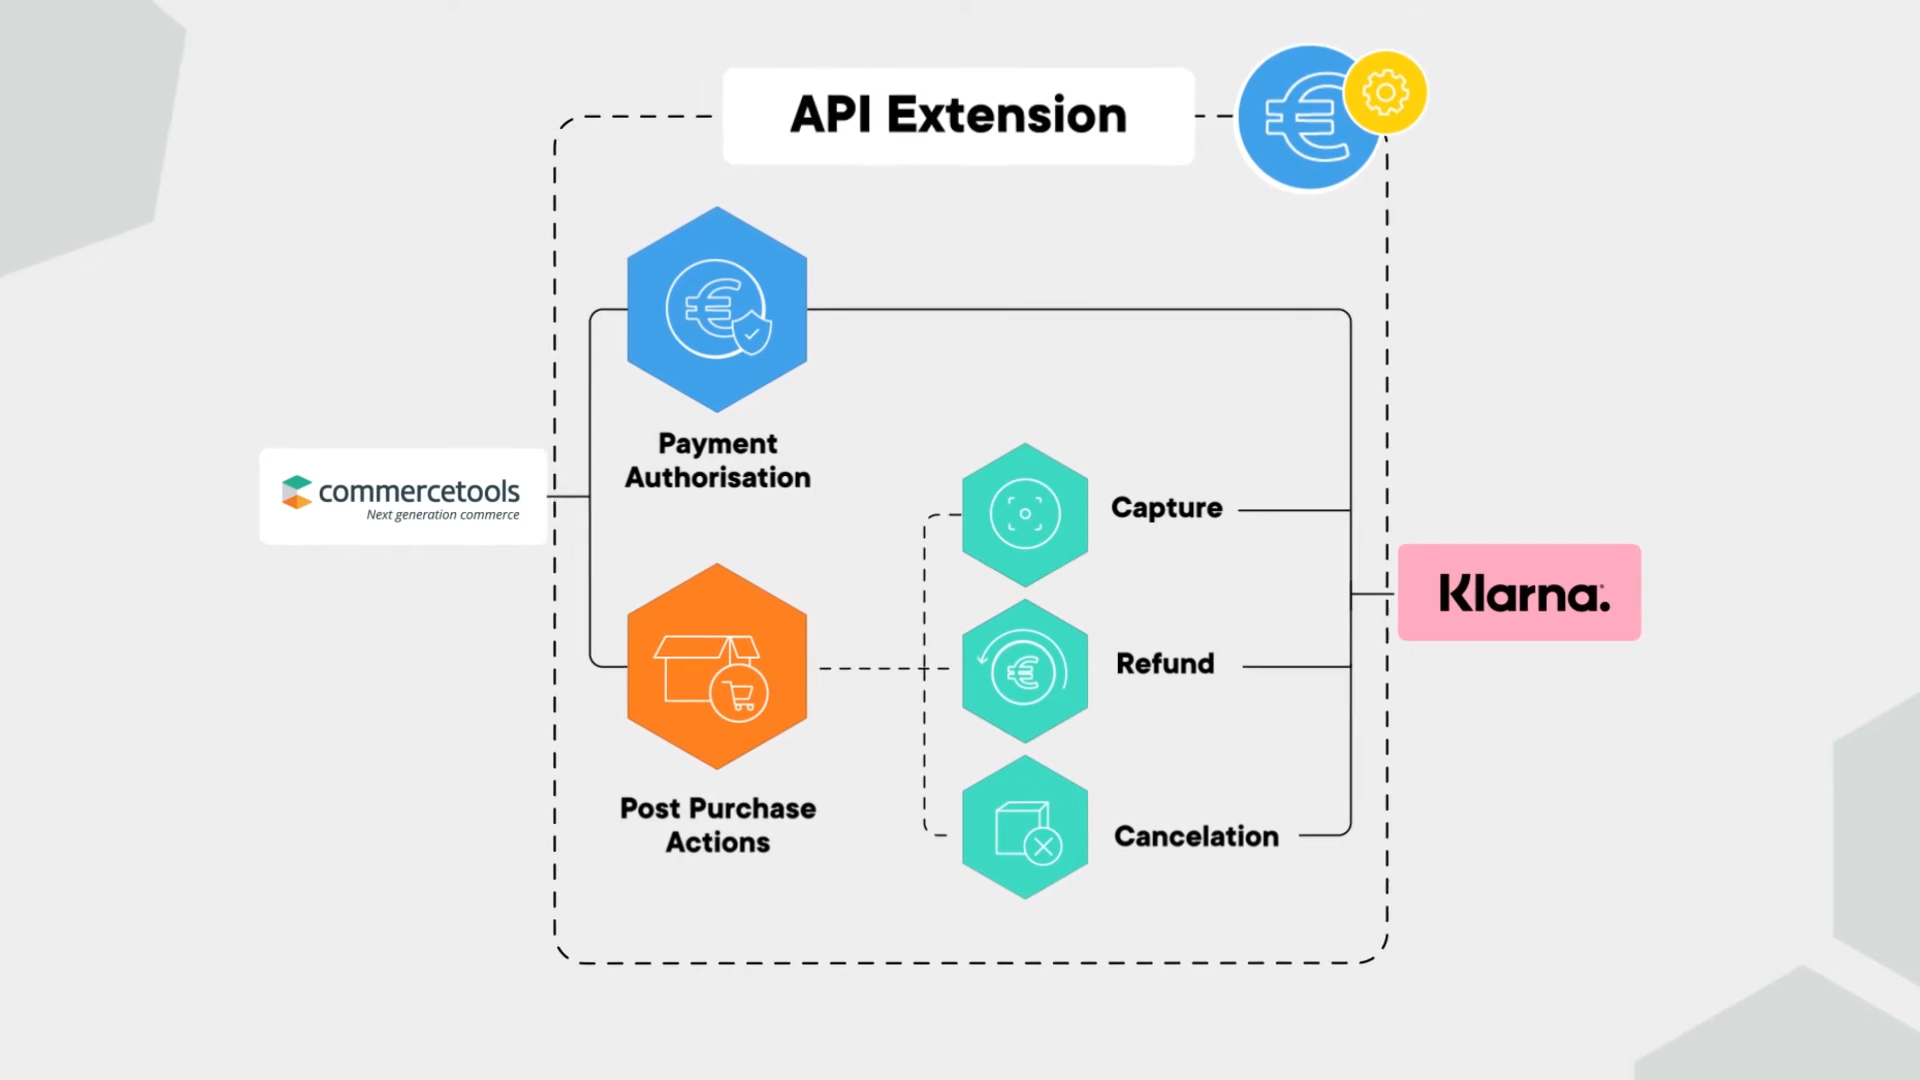 API Extension
Payment
Authorisation
commercetools
Next generation commerce
Capture
Klarna.
Refund
Post Purchase
Actions
Cancelation